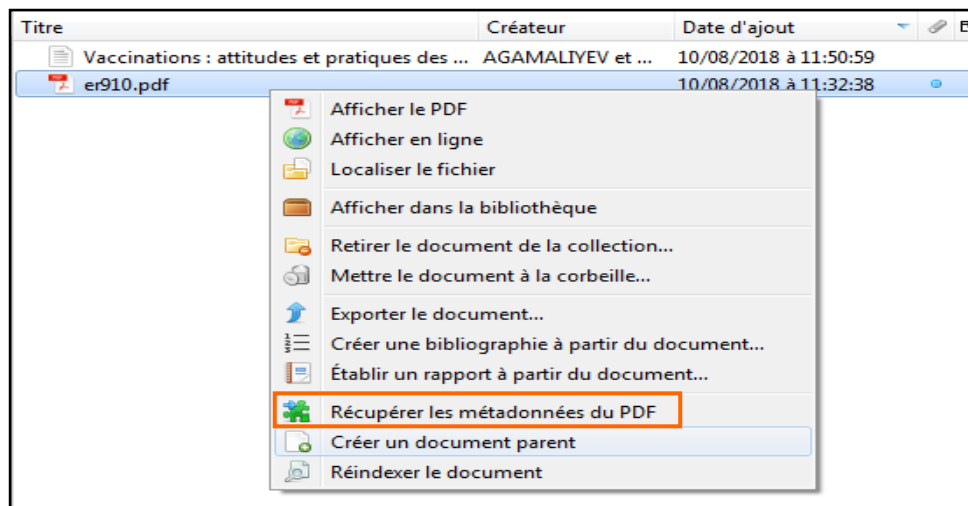 Titre Créateur Date d'ajout
Vaccinations : attitudes et pratiques des ... AGAMALIYEV et ... 10/08/2018 à 11:50:59
er910.pdf 10/08/2018 à 11:32:38
Afficher le PDF
Afficher en ligne
Localiser le fichier
Afficher dans la bibliothèque
Retirer le document de la collection...
Mettre le document à la corbeille...
Exporter le document...
Créer une bibliographie à partir du document...
Établir un rapport à partir du document...
Récupérer les métadonnées du PDF
Créer un document parent
Réindexer le document